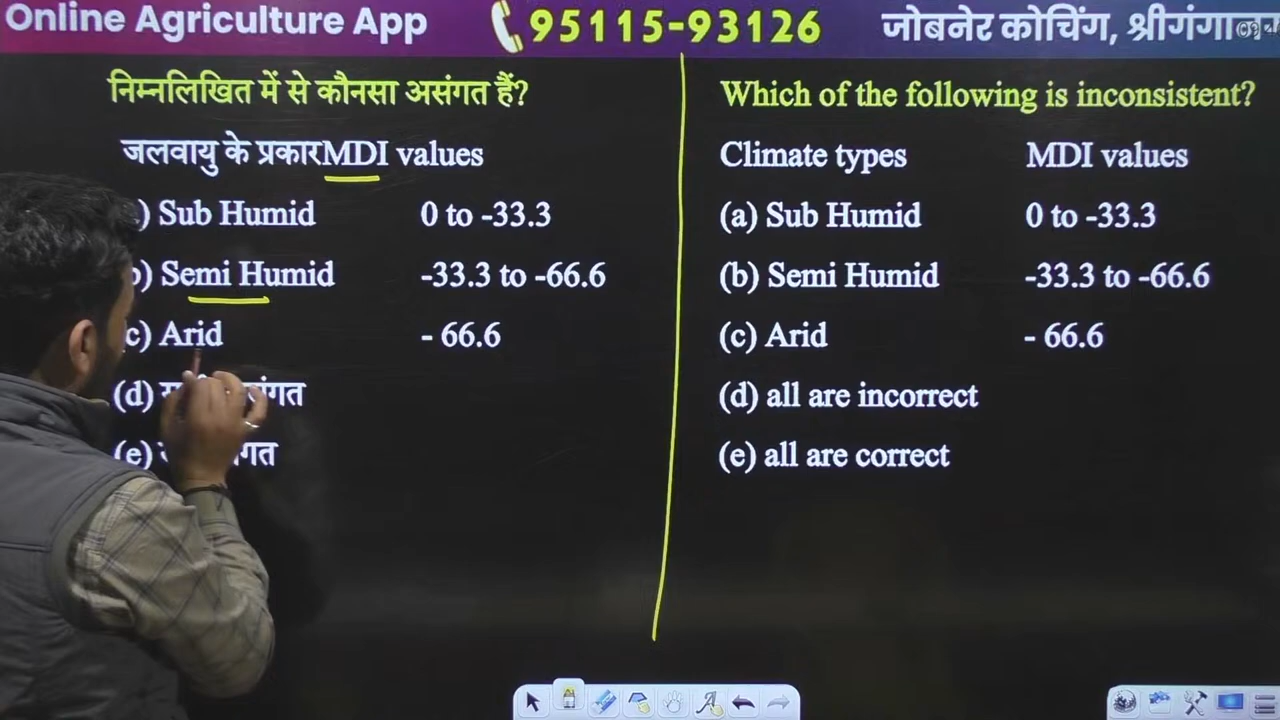 Online Agriculture App 95115-93126 जोबनेर कोचिंग, श्रीगंगा
निम्नलिखित में से कौनसा असंगत हैं?
जलवायु के प्रकारMDI values
) Sub Humid 0 to -33.3
) Semi Humid -33.3 to -66.6
c) Arid - 66.6
(d)
(e)
Which of the following is inconsistent?
Climate types MDI values
(a) Sub Humid 0 to -33.3
(b) Semi Humid -33.3 to -66.6
(c) Arid - 66.6
(d) all are incorrect
(e) all are correct